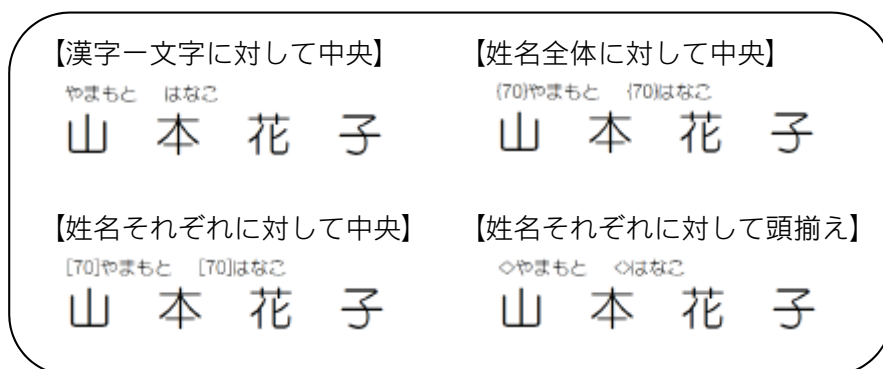 【漢字一文字に対して中央】
やまもと　はなこ
山 本 花 子
【姓名全体に対して中央】
{70}やまもと　{70}はなこ
山 本 花 子
【姓名それぞれに対して中央】
[70]やまもと　[70]はなこ
山 本 花 子
【姓名それぞれに対して頭揃え】
◇やまもと　◇はなこ
山 本 花 子